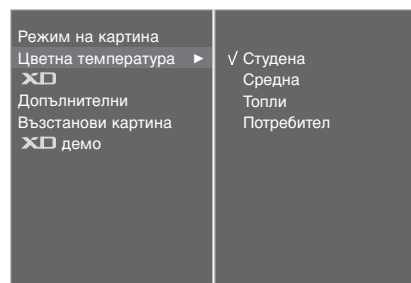 Режим на картина
Цветна температура ►
XD
Допълнителни
Възстанови картина
XD демо
√ Студена
Средна
Топли
Потребител